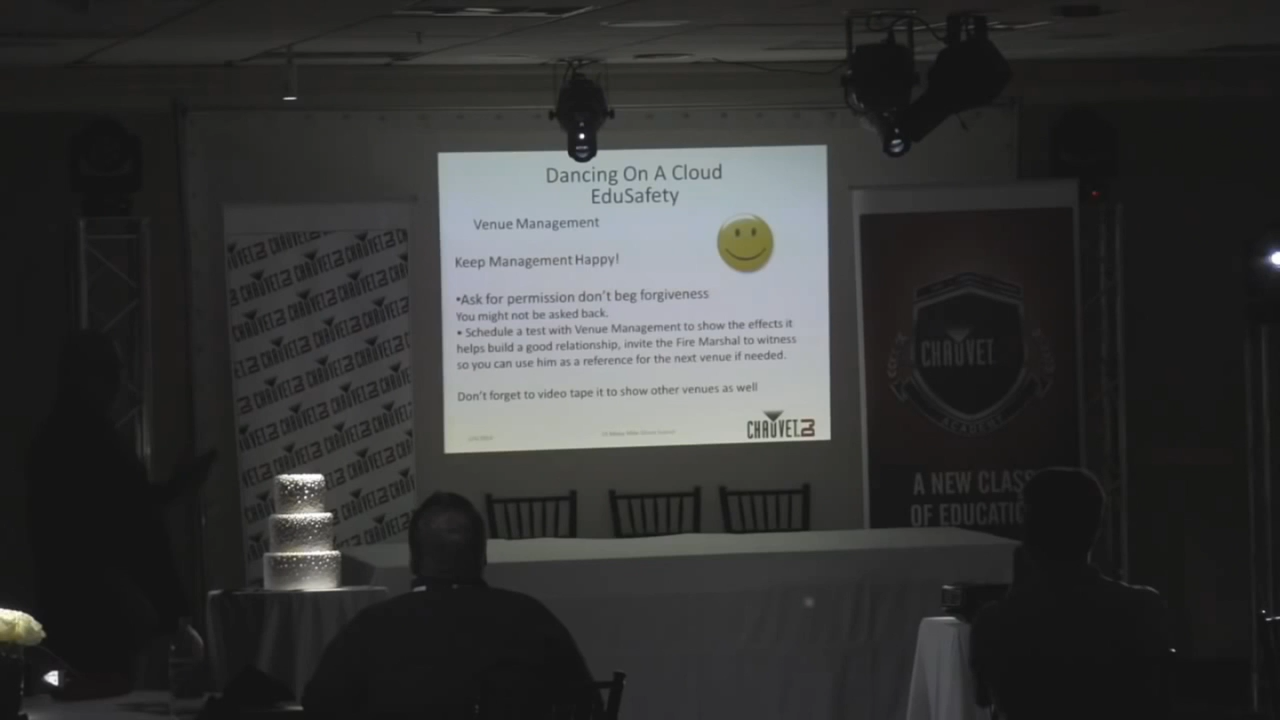 Dancing On A Cloud
EduSafety
Venue Management
Keep Management Happy!
•Ask for permission don't beg forgiveness
You might not be asked back.
• Schedule a test with Venue Management to show the effects it
helps build a good relationship, invite the Fire Marshal to witness
so you can use him as a reference for the next venue if needed.
Don't forget to video tape it to show other venues as well
CHAUVET
CHAUVET
ACADEMY
A NEW CLASS
OF EDUCATIO